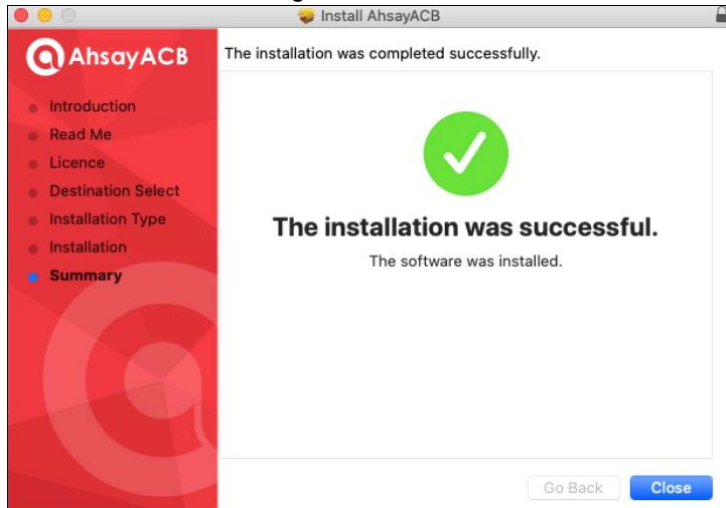 Install AhsayACB
AhsayACB
The installation was completed successfully.
Introduction
Read Me
Licence
Destination Select
Installation Type
Installation
Summary
The installation was successful.
The software was installed.
Go Back
Close